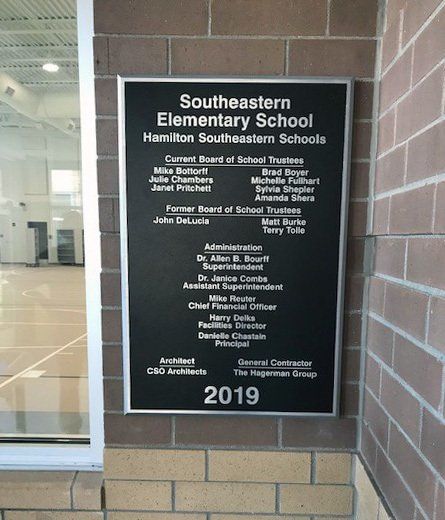 Southeastern
Elementary School
Hamilton Southeastern Schools
Current Board of School Trustees
Mike Bottorff Brad Boyer
Julie Chambers Michelle Fullhart
Janet Pritchett Sylvia Shepler
Amanda Shera
Former Board of School Trustees
John DeLucia Matt Burke
Terry Tolle
Administration
Dr. Allen B. Bourff
Superintendent
Dr. Janice Combs
Assistant Superintendent
Mike Reuter
Chief Financial Officer
Harry Delks
Facilities Director
Danielle Chastain
Principal
Architect General Contractor
CSO Architects The Hagerman Group
2019